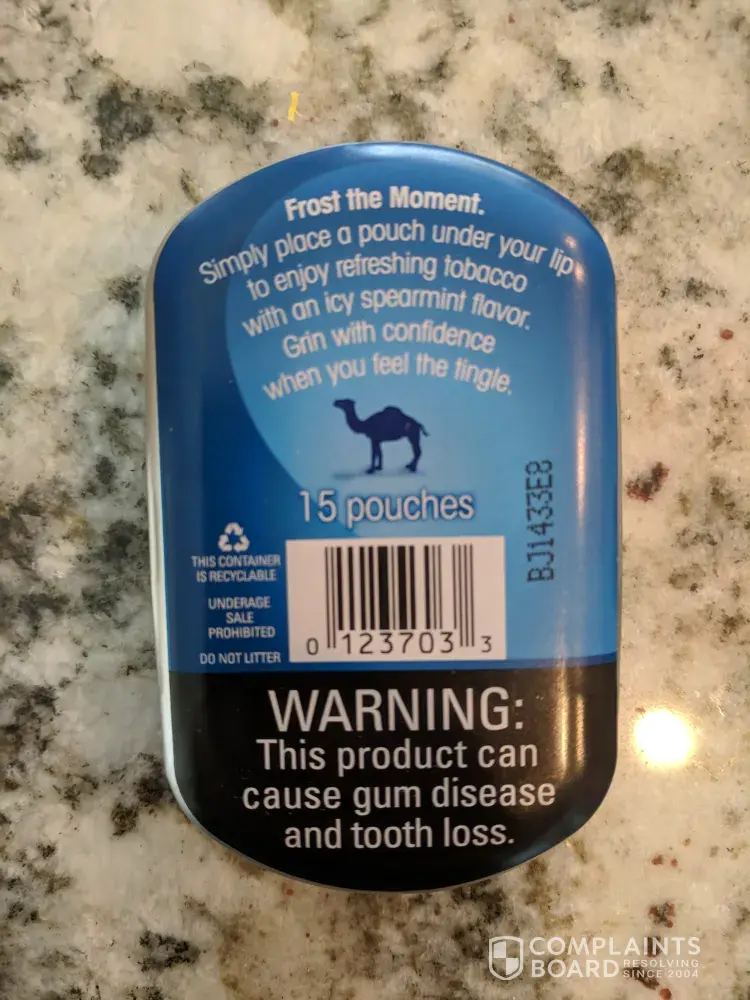 Frost the Moment.
Simply place a pouch under your lip
to enjoy refreshing tobacco
with an icy spearmint flavor.
Grin with confidence
when you feel the tingle.
15 pouches
BJ1433E8
THIS CONTAINER
IS RECYCLABLE
UNDERAGE
SALE
PROHIBITED
DO NOT LITTER
0 123703 3
WARNING:
This product can
cause gum disease
and tooth loss.
COMPLAINTS
BOARD RESOLVING
SINCE 2004